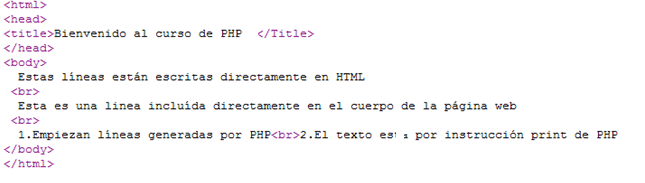 <html>
<head>
<title>Bienvenido al curso de PHP  </Title>
</head>
<body>
Estas líneas están escritas directamente en HTML
<br>
Esta es una linea incluída directamente en el cuerpo de la página web
<br>
1.Empiezan líneas generadas por PHP<br>2.El texto por instrucción print de PHP
</body>
</html>